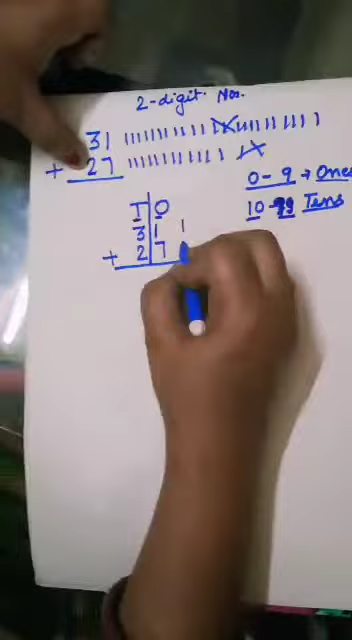 2-digit Nos.
31
+ 27
0-9 → Ones
10-99 Tens
T O
3 1
+ 2 7